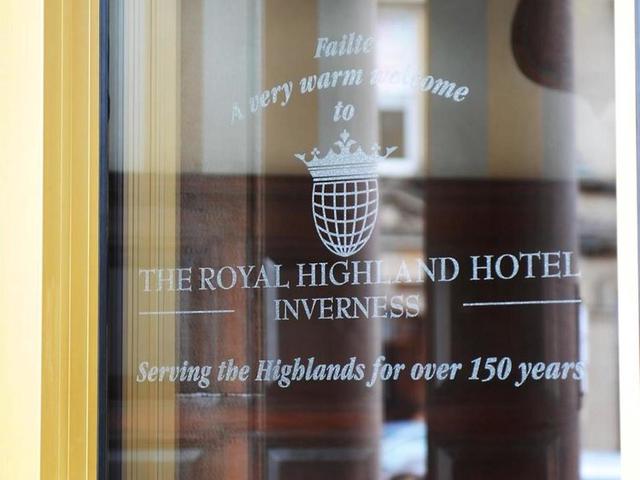 Failte
A very warm welcome
to
THE ROYAL HIGHLAND HOTEL
INVERNESS
Serving the Highlands for over 150 years